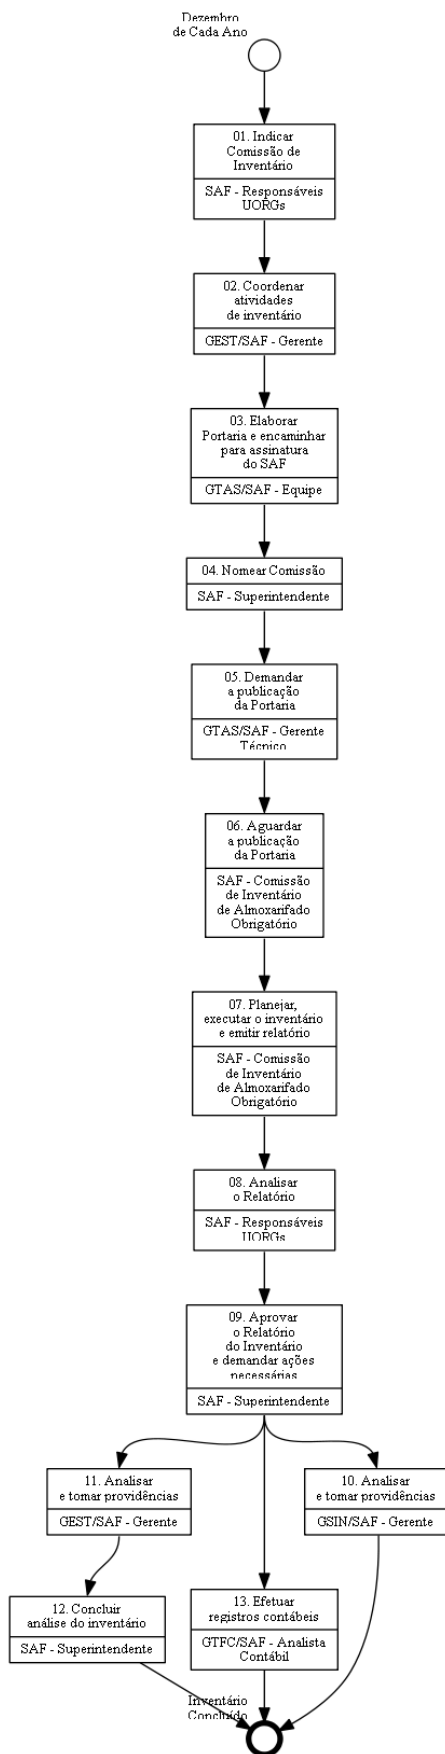 Dezembro
de Cada Ano
01. Indicar
Comissão de
Inventário
SAF - Responsáveis
UORGs
02. Coordenar
atividades
de inventário
GEST/SAF - Gerente
03. Elaborar
Portaria e encaminhar
para assinatura
do SAF
GTAS/SAF - Equipe
04. Nomear Comissão
SAF - Superintendente
05. Demandar
a publicação
da Portaria
GTAS/SAF - Gerente
Técnico
06. Aguardar
a publicação
da Portaria
SAF - Comissão
de Inventário
de Almoxarifado
Obrigatório
07. Planejar,
executar o inventário
e emitir relatório
SAF - Comissão
de Inventário
de Almoxarifado
Obrigatório
08. Analisar
o Relatório
SAF - Responsáveis
UORGs
09. Aprovar
o Relatório
do Inventário
e demandar ações
necessárias
SAF - Superintendente
11. Analisar
e tomar providências
GEST/SAF - Gerente
10. Analisar
e tomar providências
GSIN/SAF - Gerente
12. Concluir
análise do inventário
SAF - Superintendente
13. Efetuar
registros contábeis
GTFC/SAF - Analista
Contábil
Inventário
Concluído